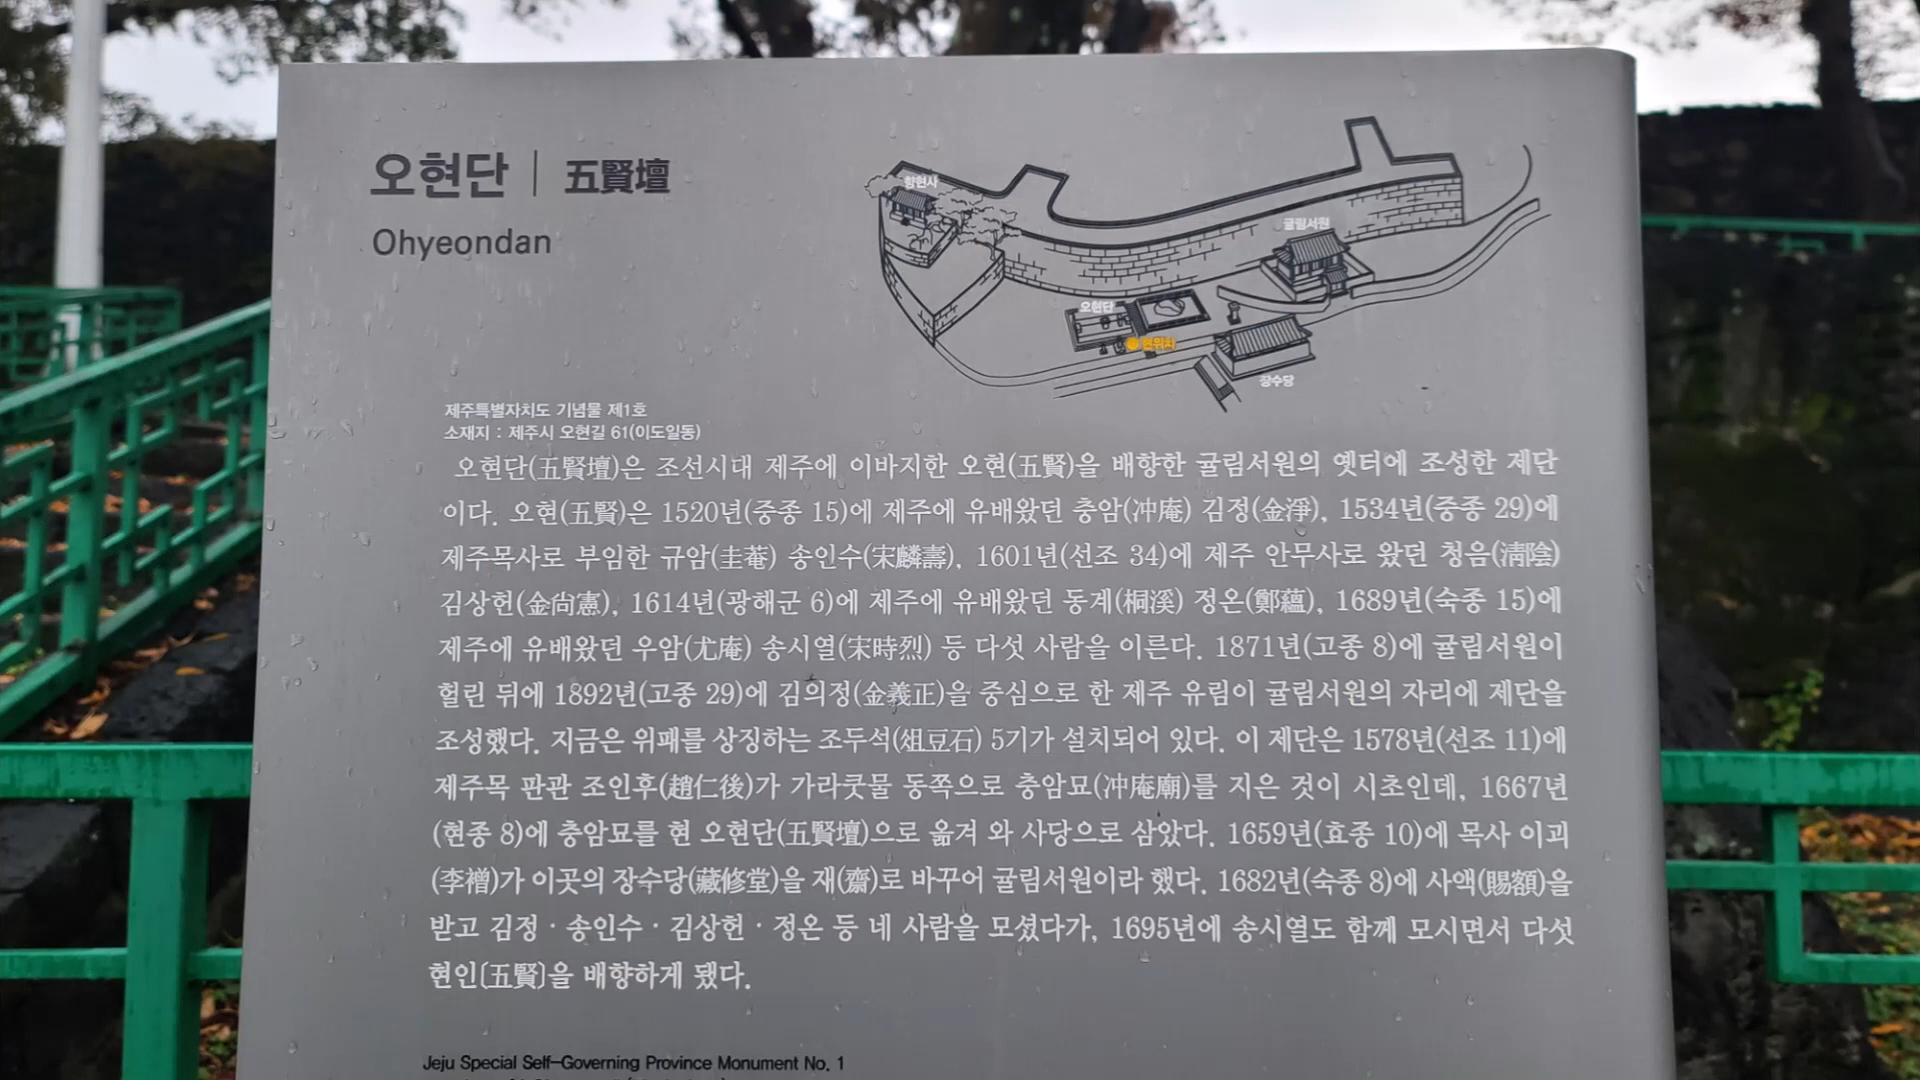 오현단 | 五賢壇
Ohyeondan
향현사
귤림서원
오현단
현위치
장수당
제주특별자치도 기념물 제1호
소재지 : 제주시 오현길 61(이도일동)
오현단(五賢壇)은 조선시대 제주에 이바지한 오현(五賢)을 배향한 귤림서원의 옛터에 조성한 제단
이다. 오현(五賢)은 1520년(중종 15)에 제주에 유배왔던 충암(冲庵) 김정(金淨), 1534년(중종 29)에
제주목사로 부임한 규암(圭菴) 송인수(宋麟壽), 1601년(선조 34)에 제주 안무사로 왔던 청음(淸陰)
김상헌(金尙憲), 1614년(광해군 6)에 제주에 유배왔던 동계(桐溪) 정온(鄭蘊), 1689년(숙종 15)에
제주에 유배왔던 우암(尤庵) 송시열(宋時烈) 등 다섯 사람을 이른다. 1871년(고종 8)에 귤림서원이
헐린 뒤에 1892년(고종 29)에 김의정(金義正)을 중심으로 한 제주 유림이 귤림서원의 자리에 제단을
조성했다. 지금은 위패를 상징하는 조두석(俎豆石) 5기가 설치되어 있다. 이 제단은 1578년(선조 11)에
제주목 판관 조인후(趙仁後)가 가라쿳물 동쪽으로 충암묘(冲庵廟)를 지은 것이 시초인데, 1667년
(현종 8)에 충암묘를 현 오현단(五賢壇)으로 옮겨 와 사당으로 삼았다. 1659년(효종 10)에 목사 이괴
(李襘)가 이곳의 장수당(藏修堂)을 재(齋)로 바꾸어 귤림서원이라 했다. 1682년(숙종 8)에 사액(賜額)을
받고 김정 · 송인수 · 김상헌 · 정온 등 네 사람을 모셨다가, 1695년에 송시열도 함께 모시면서 다섯
현인〔五賢〕을 배향하게 됐다.
Jeju Special Self-Governing Province Monument No. 1